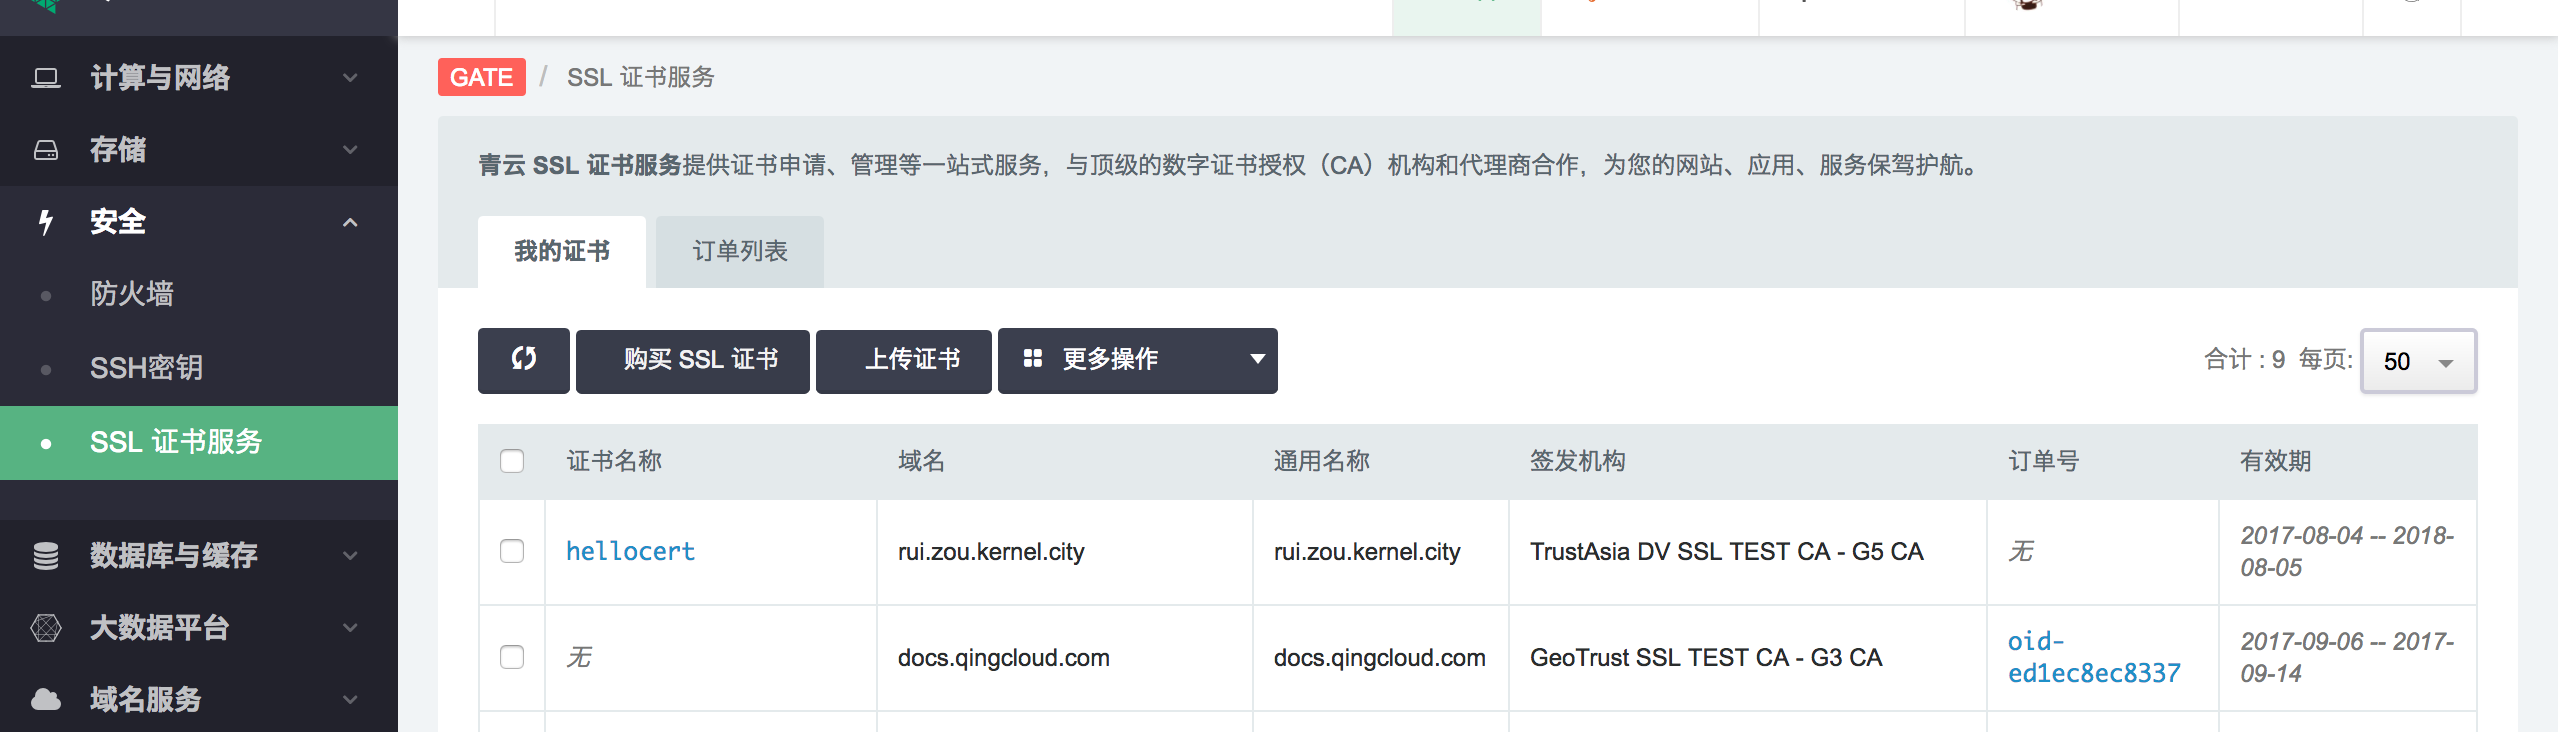 计算与网络
存储
安全
防火墙
SSH密钥
SSL 证书服务
数据库与缓存
大数据平台
域名服务
GATE / SSL 证书服务
青云 SSL 证书服务提供证书申请、管理等一站式服务，与顶级的数字证书授权（CA）机构和代理商合作，为您的网站、应用、服务保驾护航。
我的证书 订单列表
购买 SSL 证书 上传证书 更多操作 合计 : 9 每页: 50
证书名称 域名 通用名称 签发机构 订单号 有效期
hellocert rui.zou.kernel.city rui.zou.kernel.city TrustAsia DV SSL TEST CA - G5 CA 无 2017-08-04 -- 2018-
08-05
无 docs.qingcloud.com docs.qingcloud.com GeoTrust SSL TEST CA - G3 CA oid- 2017-09-06 -- 2017-
ed1ec8ec8337 09-14